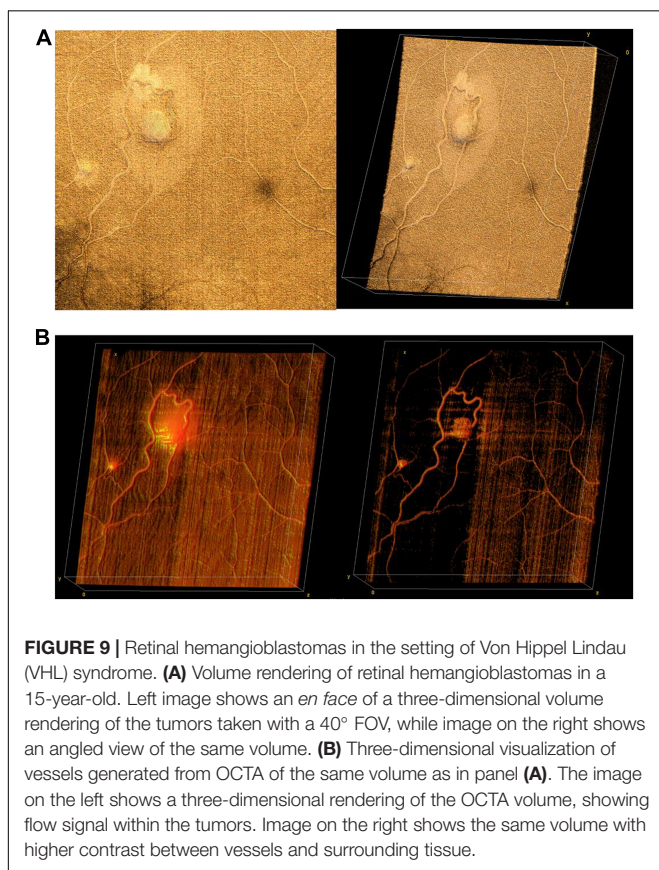 A
y
0
x
B
x
y
0
z
x
y
0
z
FIGURE 9 | Retinal hemangioblastomas in the setting of Von Hippel Lindau
(VHL) syndrome. (A) Volume rendering of retinal hemangioblastomas in a
15-year-old. Left image shows an en face of a three-dimensional volume
rendering of the tumors taken with a 40° FOV, while image on the right shows
an angled view of the same volume. (B) Three-dimensional visualization of
vessels generated from OCTA of the same volume as in panel (A). The image
on the left shows a three-dimensional rendering of the OCTA volume, showing
flow signal within the tumors. Image on the right shows the same volume with
higher contrast between vessels and surrounding tissue.